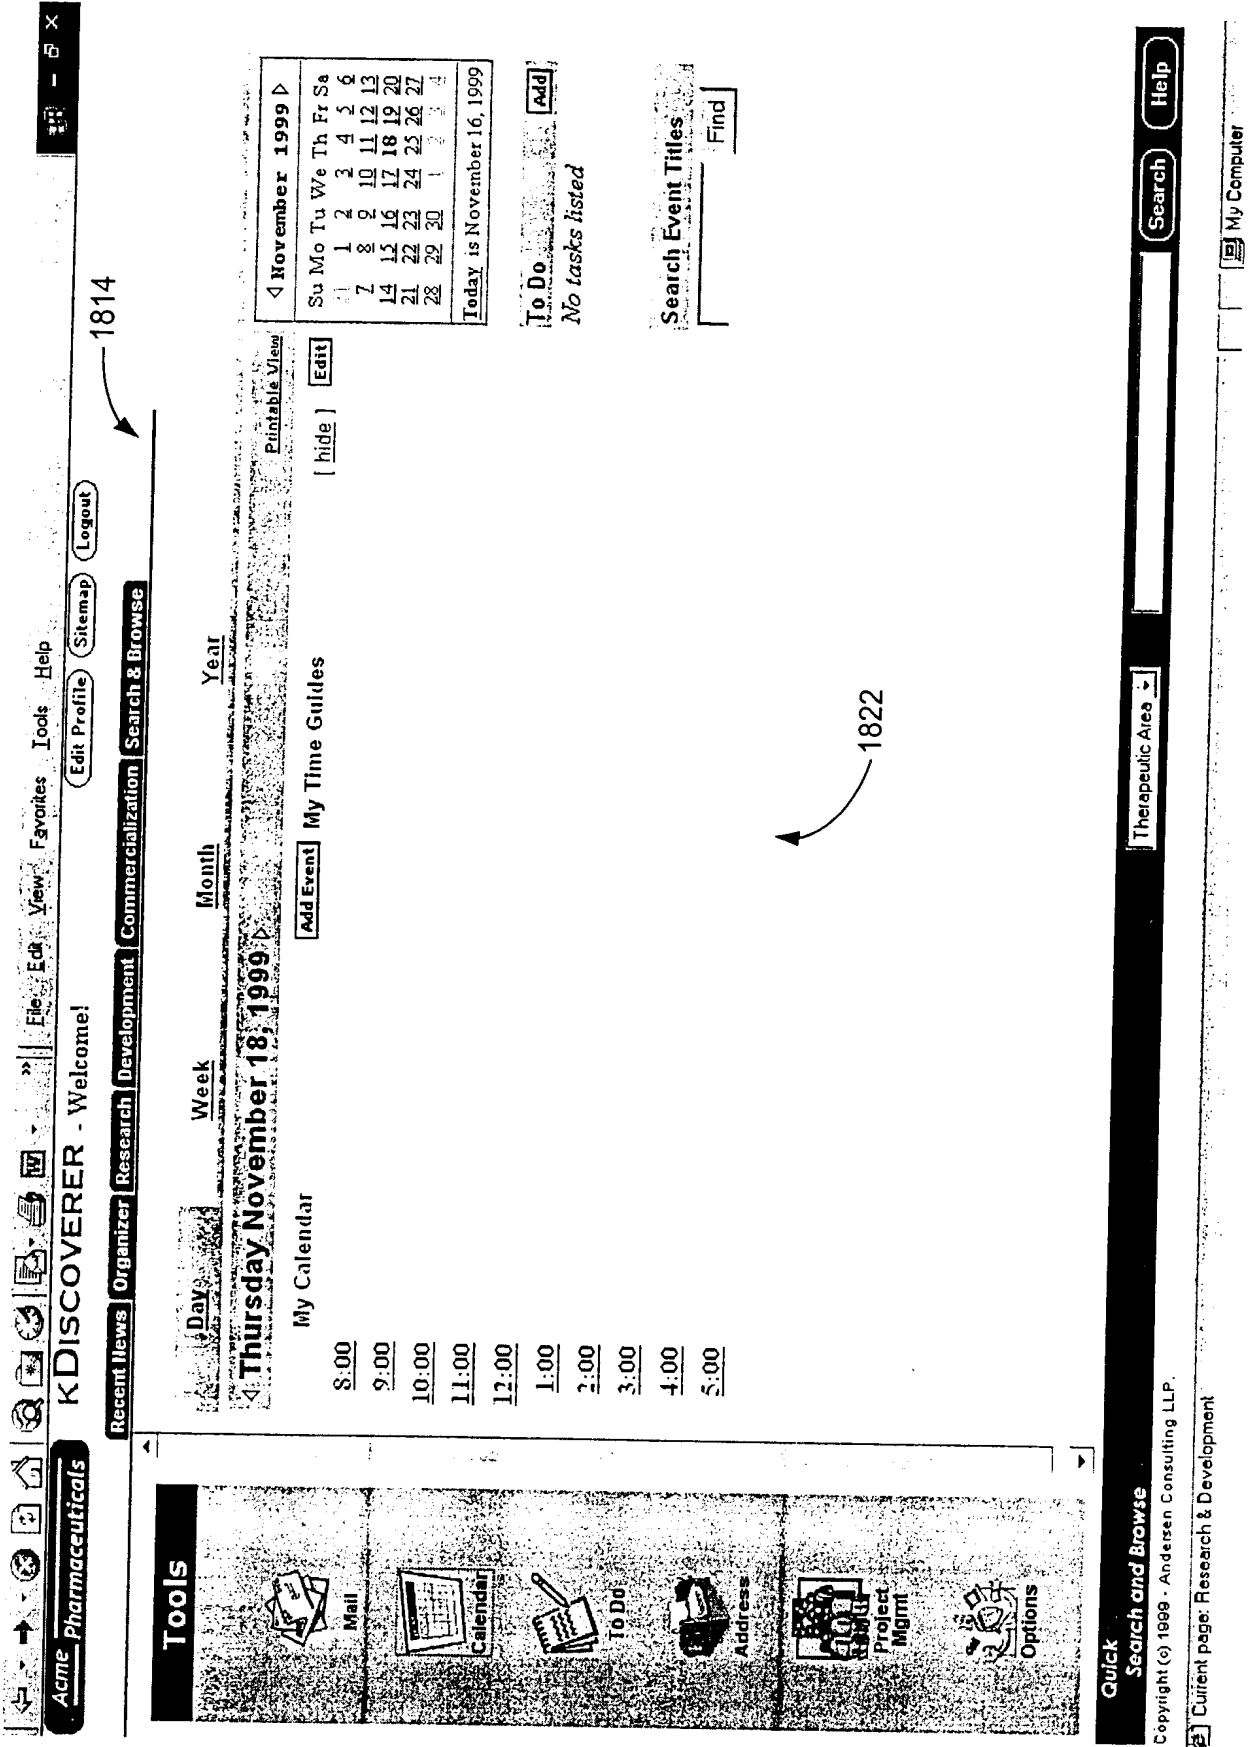 » File Edit View Favorites Tools Help
Acme Pharmaceuticals
KDISCOVERER - Welcome!
Edit Profile Sitemap Logout
1814
Recent News Organizer Research Development Commercialization Search & Browse
Tools
Mail
Calendar
To Do
Address
Project Mgmt
Options
Day Week Month Year
Thursday November 18, 1999
Printable View
My Calendar Add Event My Time Guides [ hide ] Edit
8:00
9:00
10:00
11:00
12:00
1:00
2:00
3:00
4:00
5:00
1822
November 1999
Su Mo Tu We Th Fr Sa
31 1 2 3 4 5 6
7 8 9 10 11 12 13
14 15 16 17 18 19 20
21 22 23 24 25 26 27
28 29 30 1 2 3 4
Today is November 16, 1999
To Do Add
No tasks listed
Search Event Titles
Find
Quick
Search and Browse
Therapeutic Area
Search Help
Copyright (c) 1999 - Andersen Consulting LLP.
Current page: Research & Development
My Computer